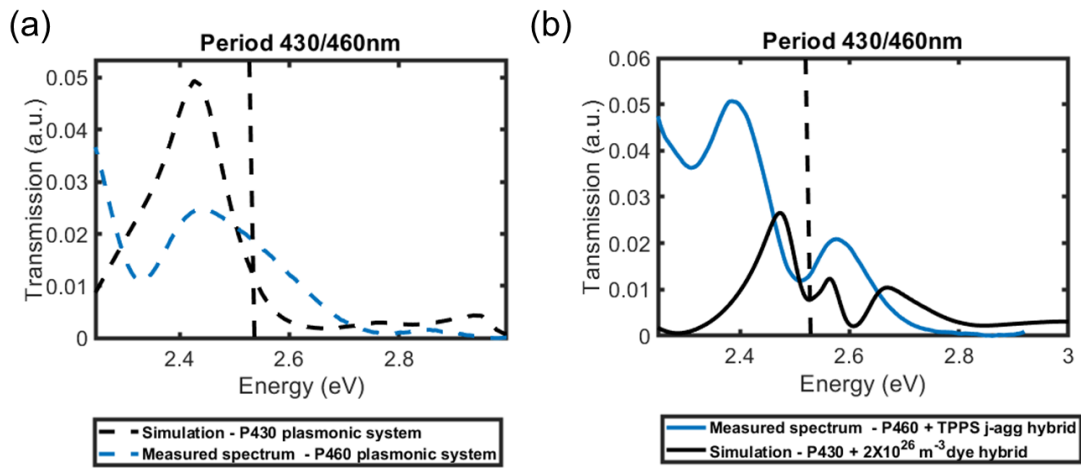 (a)
Period 430/460nm
0.05
0.04
0.03
0.02
0.01
0
Transmission (a.u.)
2.4
2.6
2.8
Energy (eV)
Simulation - P430 plasmonic system
Measured spectrum - P460 plasmonic system
(b)
Period 430/460nm
0.06
0.05
0.04
0.03
0.02
0.01
0
Tansmission (a.u.)
2.4
2.6
2.8
3
Energy (eV)
Measured spectrum - P460 + TPPS j-agg hybrid
Simulation - P430 + 2X10²⁶ m⁻³ dye hybrid